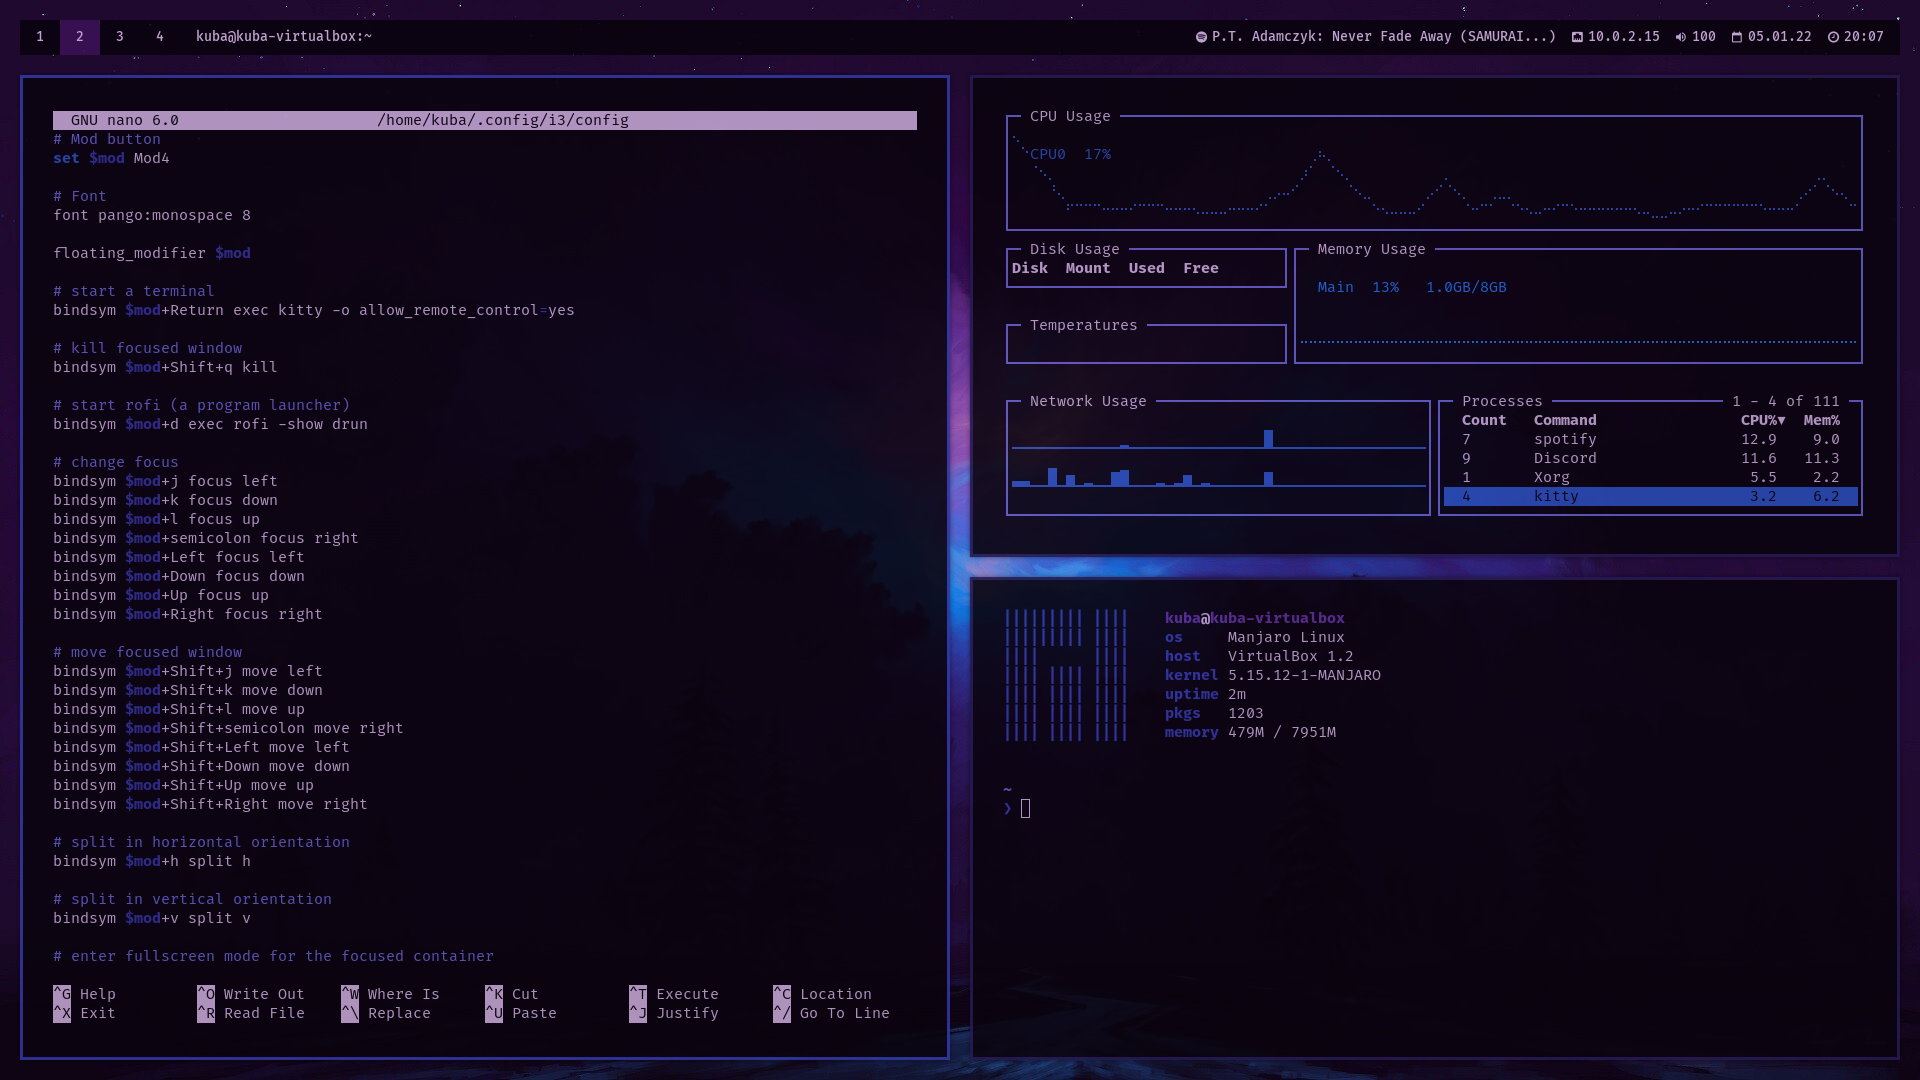 1 2 3 4 kuba@kuba-virtualbox:~ P.T. Adamczyk: Never Fade Away (SAMURAI...) 10.0.2.15 100 05.01.22 20:07
GNU nano 6.0 /home/kuba/.config/i3/config
# Mod button
set $mod Mod4
# Font
font pango:monospace 8
floating_modifier $mod
# start a terminal
bindsym $mod+Return exec kitty -o allow_remote_control=yes
# kill focused window
bindsym $mod+Shift+q kill
# start rofi (a program launcher)
bindsym $mod+d exec rofi -show drun
# change focus
bindsym $mod+j focus left
bindsym $mod+k focus down
bindsym $mod+l focus up
bindsym $mod+semicolon focus right
bindsym $mod+Left focus left
bindsym $mod+Down focus down
bindsym $mod+Up focus up
bindsym $mod+Right focus right
# move focused window
bindsym $mod+Shift+j move left
bindsym $mod+Shift+k move down
bindsym $mod+Shift+l move up
bindsym $mod+Shift+semicolon move right
bindsym $mod+Shift+Left move left
bindsym $mod+Shift+Down move down
bindsym $mod+Shift+Up move up
bindsym $mod+Shift+Right move right
# split in horizontal orientation
bindsym $mod+h split h
# split in vertical orientation
bindsym $mod+v split v
# enter fullscreen mode for the focused container
^G Help ^O Write Out ^W Where Is ^K Cut ^T Execute ^C Location
^X Exit ^R Read File ^\ Replace ^U Paste ^J Justify ^/ Go To Line
CPU Usage
CPU0 17%
Disk Usage
Disk Mount Used Free
Temperatures
Memory Usage
Main 13% 1.0GB/8GB
Network Usage
Processes 1 - 4 of 111
Count Command CPU%▼ Mem%
7 spotify 12.9 9.0
9 Discord 11.6 11.3
1 Xorg 5.5 2.2
4 kitty 3.2 6.2
kuba@kuba-virtualbox
os Manjaro Linux
host VirtualBox 1.2
kernel 5.15.12-1-MANJARO
uptime 2m
pkgs 1203
memory 479M / 7951M
~
❯